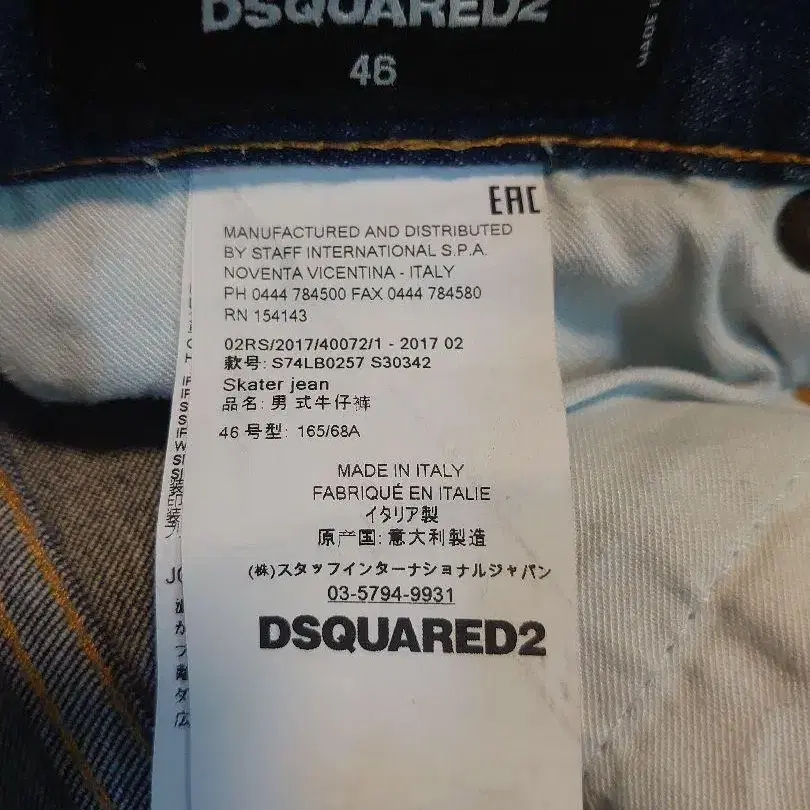 DSQUARED2
46
MADE I
EAC
MANUFACTURED AND DISTRIBUTED
BY STAFF INTERNATIONAL S.P.A.
NOVENTA VICENTINA - ITALY
PH 0444 784500 FAX 0444 784580
RN 154143
02RS/2017/40072/1 - 2017 02
款号: S74LB0257 S30342
Skater jean
品名: 男 式牛仔裤
46 号型: 165/68A
MADE IN ITALY
FABRIQUÉ EN ITALIE
イタリア製
原产国: 意大利製造
(株)スタッフインターナショナルジャパン
03-5794-9931
DSQUARED2